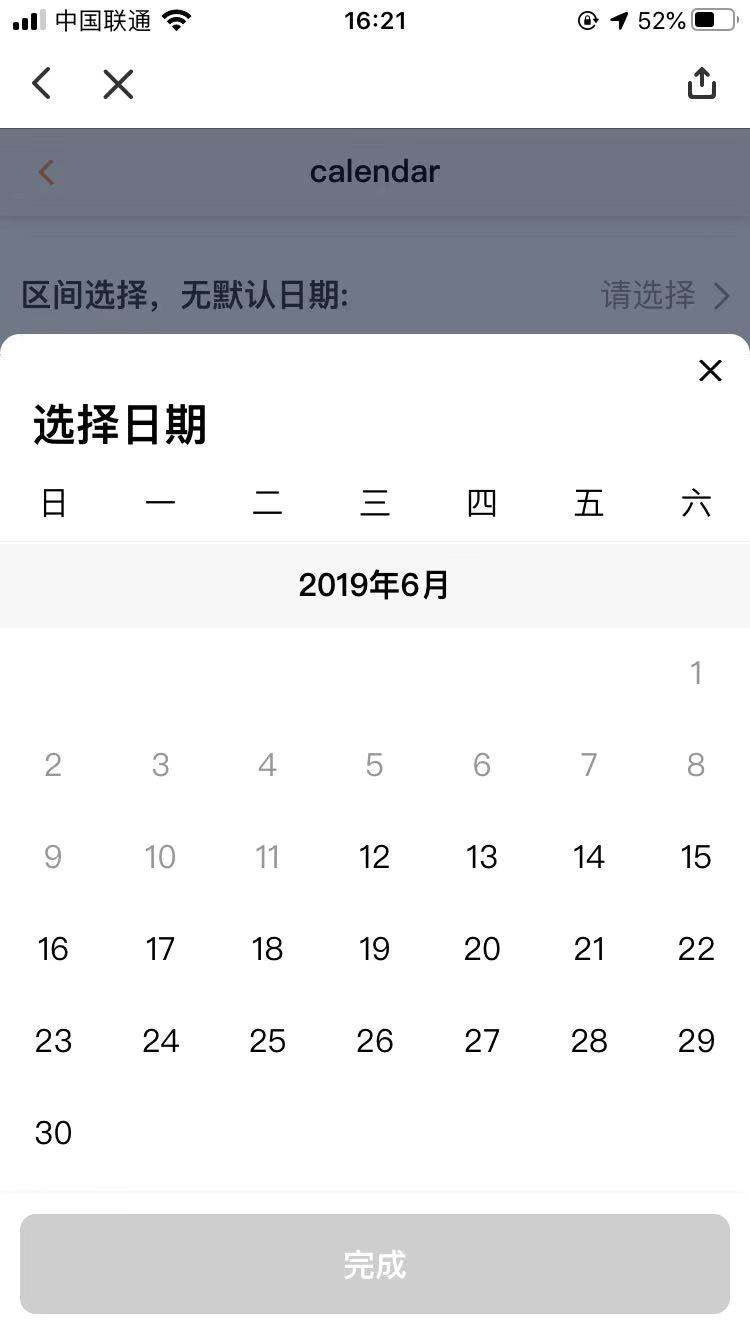 中国联通 16:21 52%
calendar
区间选择，无默认日期: 请选择
选择日期
日 一 二 三 四 五 六
2019年6月
1
2 3 4 5 6 7 8
9 10 11 12 13 14 15
16 17 18 19 20 21 22
23 24 25 26 27 28 29
30
完成